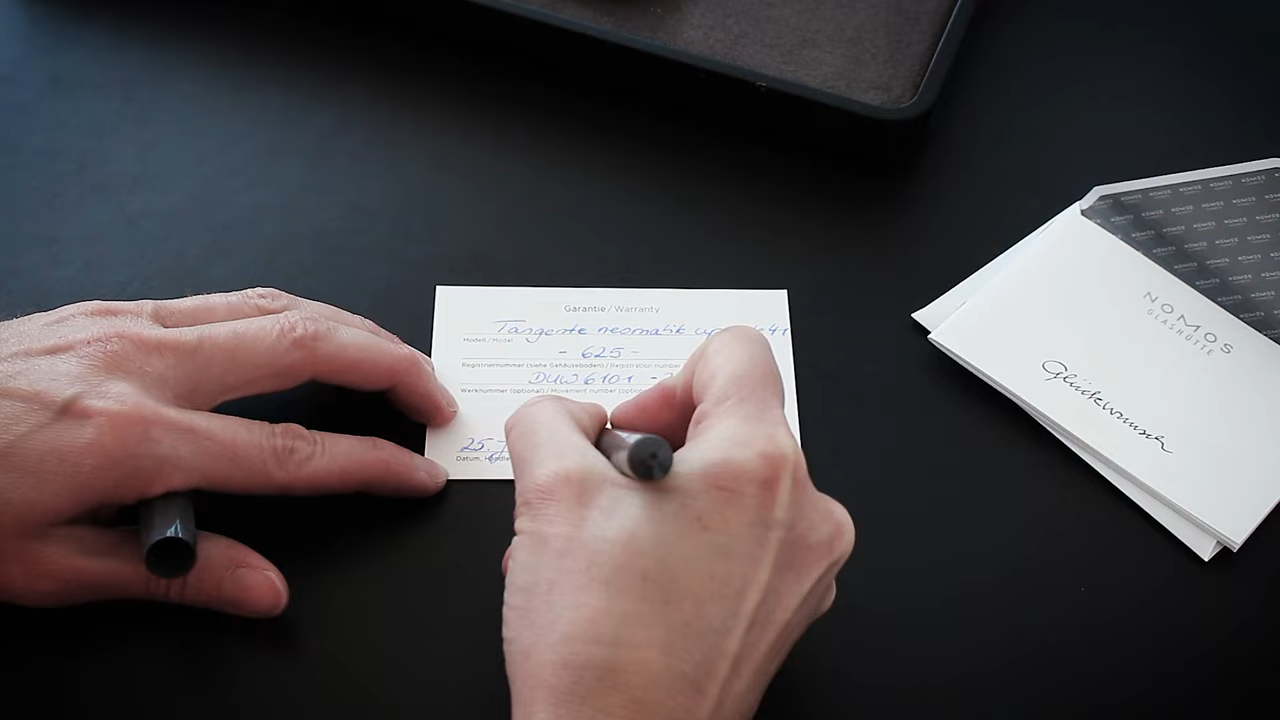 Garantie / Warranty
Tangente neomatik 41
Modell / Model
- 625 -
Registriernummer (siehe Gehäuseboden) / Registration number
DUW 6101 -
Werknummer (optional) / Movement number
25.
Datum,
NOMOS
GLASHÜTTE
Glückwunsch